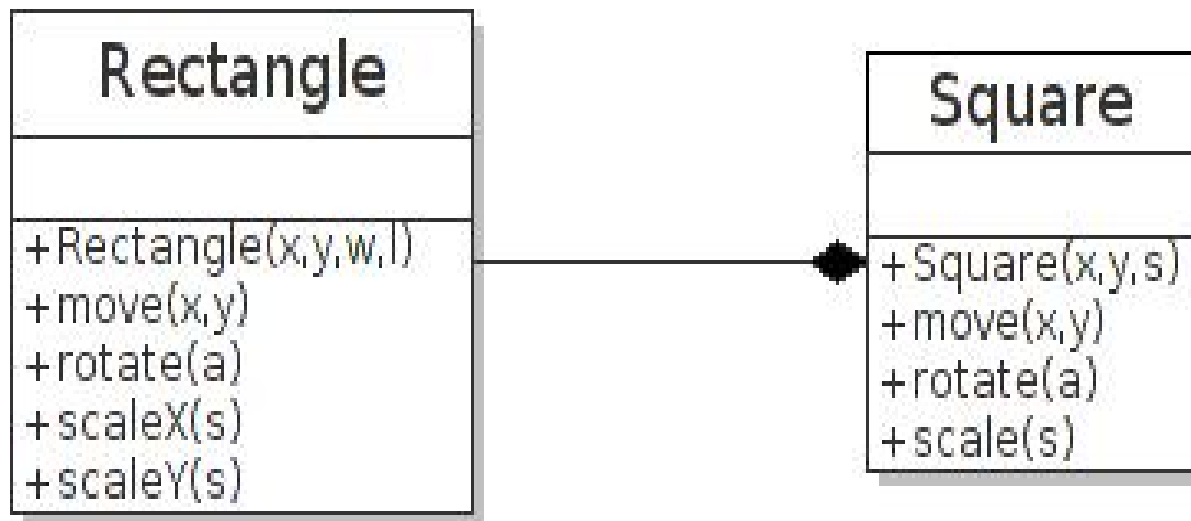 Rectangle
+Rectangle(x,y,w,l)
+move(x,y)
+rotate(a)
+scaleX(s)
+scaleY(s)
Square
+Square(x,y,s)
+move(x,y)
+rotate(a)
+scale(s)